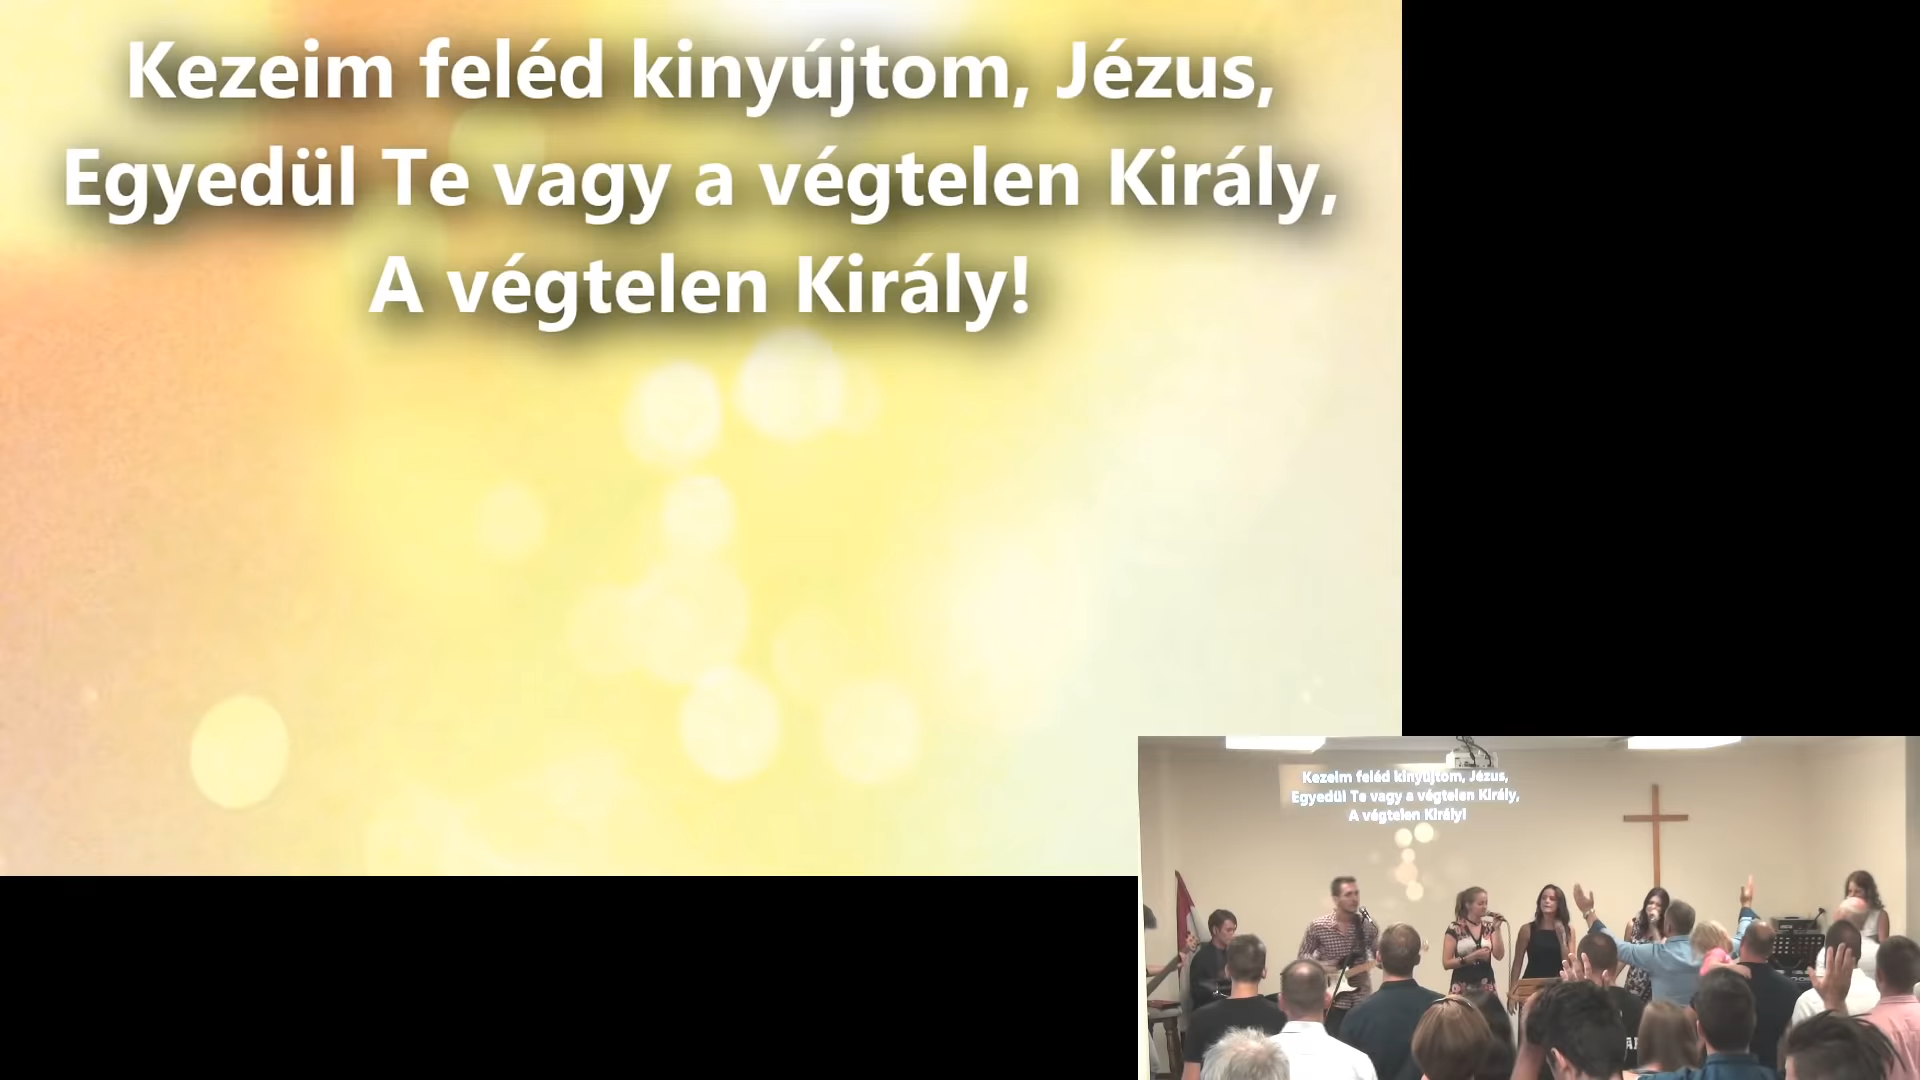 Kezeim feléd kinyújtom, Jézus,
Egyedül Te vagy a végtelen Király,
A végtelen Király!
Kezeim feléd kinyújtom, Jézus,
Egyedül Te vagy a végtelen Király,
A végtelen Király!